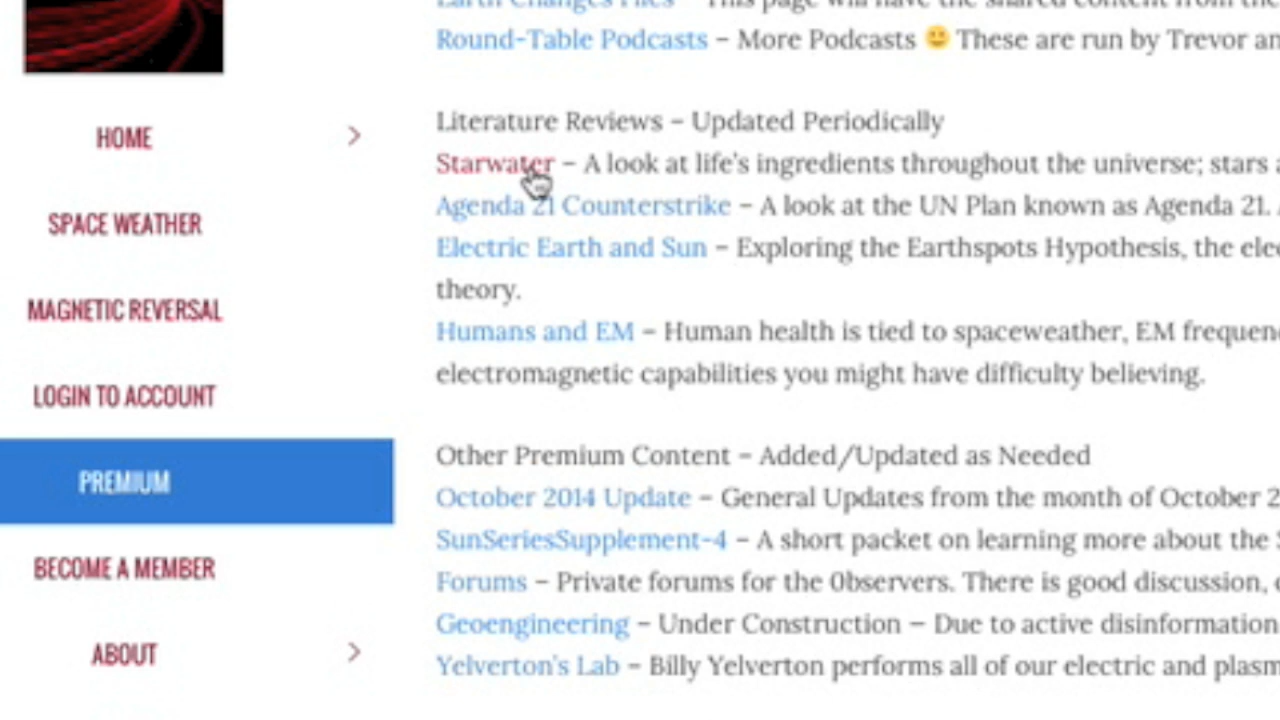 HOME
SPACE WEATHER
MAGNETIC REVERSAL
LOGIN TO ACCOUNT
PREMIUM
BECOME A MEMBER
ABOUT
Earth Changes Files – This page will have the shared content from the
Round-Table Podcasts – More Podcasts 🙂 These are run by Trevor an
Literature Reviews – Updated Periodically
Starwater – A look at life's ingredients throughout the universe; stars a
Agenda 21 Counterstrike – A look at the UN Plan known as Agenda 21.
Electric Earth and Sun – Exploring the Earthspots Hypothesis, the elec
theory.
Humans and EM – Human health is tied to spaceweather, EM frequenc
electromagnetic capabilities you might have difficulty believing.
Other Premium Content – Added/Updated as Needed
October 2014 Update – General Updates from the month of October 2
SunSeriesSupplement-4 – A short packet on learning more about the S
Forums – Private forums for the 0bservers. There is good discussion,
Geoengineering – Under Construction – Due to active disinformation
Yelverton's Lab – Billy Yelverton performs all of our electric and plasm